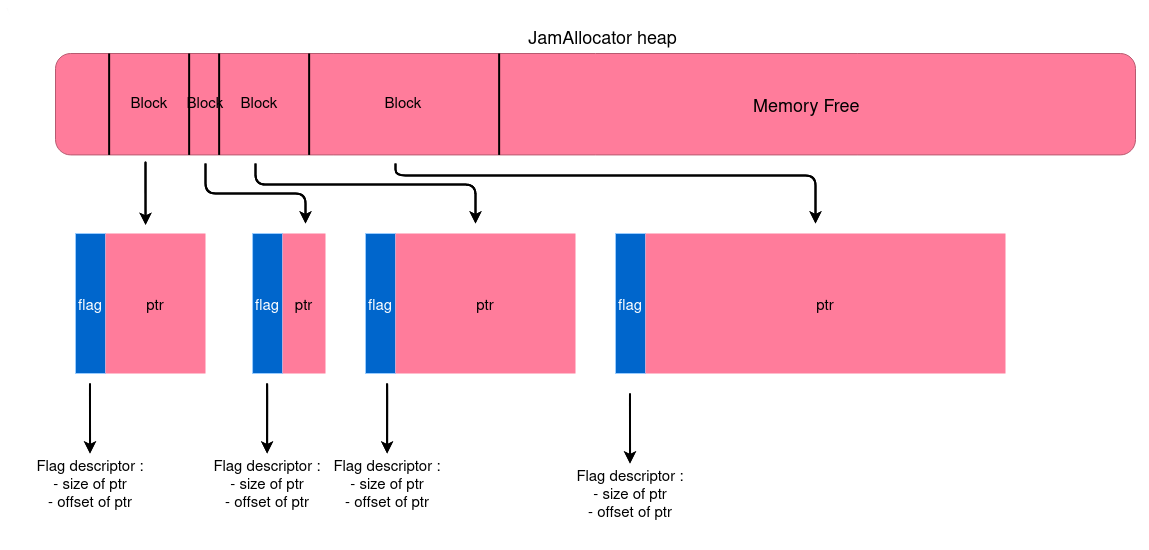 JamAllocator heap
Block
Block
Block
Block
Memory Free
flag
ptr
flag
ptr
flag
ptr
flag
ptr
Flag descriptor :
- size of ptr
- offset of ptr
Flag descriptor :
- size of ptr
- offset of ptr
Flag descriptor :
- size of ptr
- offset of ptr
Flag descriptor :
- size of ptr
- offset of ptr